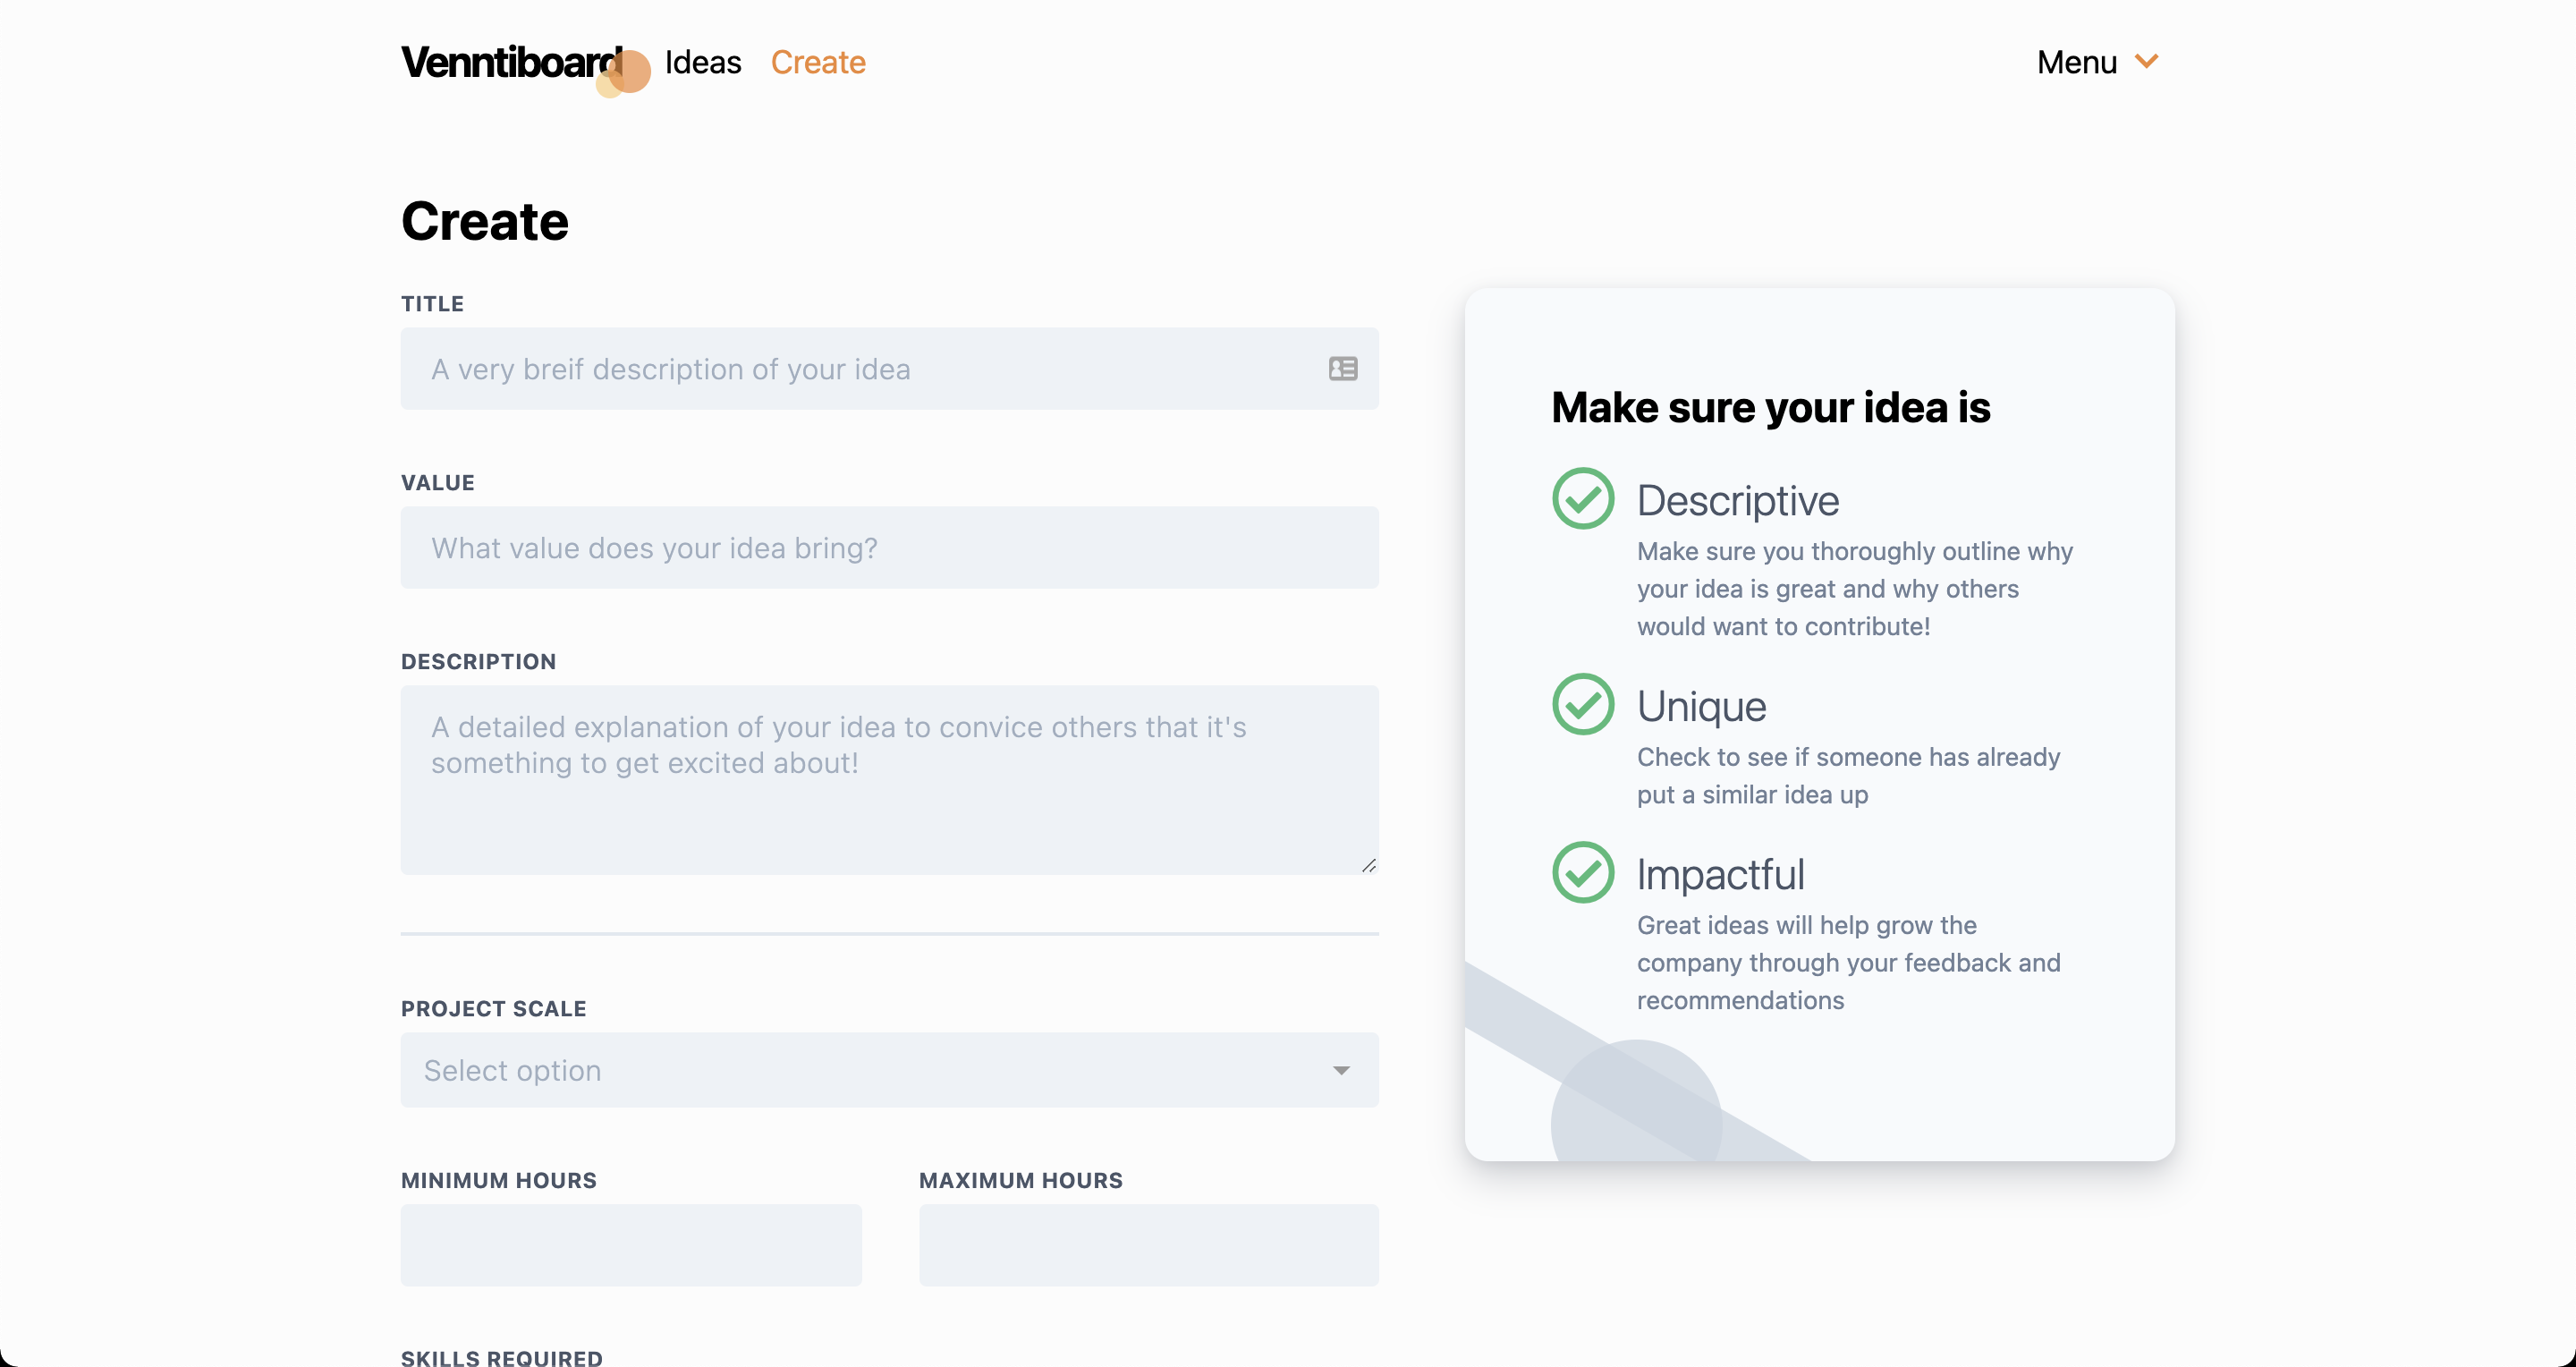 Venntiboard Ideas Create Menu
Create
TITLE
A very breif description of your idea
VALUE
What value does your idea bring?
DESCRIPTION
A detailed explanation of your idea to convice others that it's
something to get excited about!
PROJECT SCALE
Select option
MINIMUM HOURS MAXIMUM HOURS
SKILLS REQUIRED
Make sure your idea is
Descriptive
Make sure you thoroughly outline why
your idea is great and why others
would want to contribute!
Unique
Check to see if someone has already
put a similar idea up
Impactful
Great ideas will help grow the
company through your feedback and
recommendations